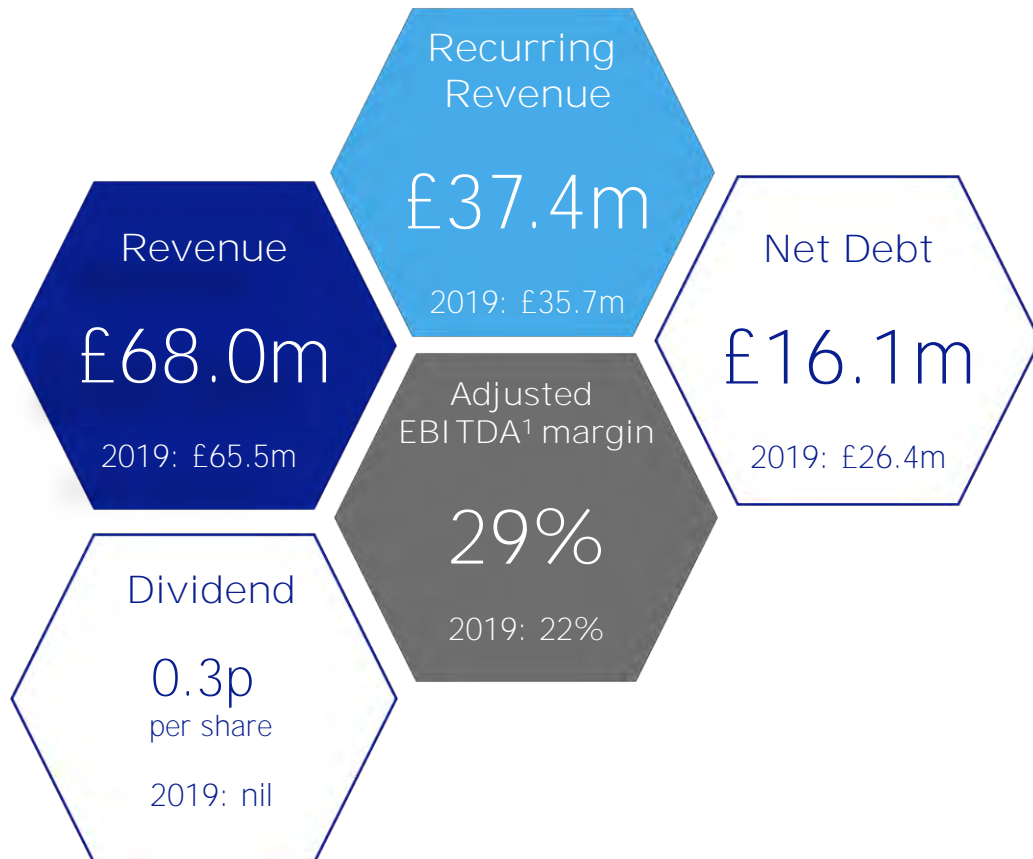 Recurring
Revenue
£37.4m
2019: £35.7m
Revenue
£68.0m
2019: £65.5m
Net Debt
£16.1m
2019: £26.4m
Adjusted
EBITDA¹ margin
29%
2019: 22%
Dividend
0.3p
per share
2019: nil